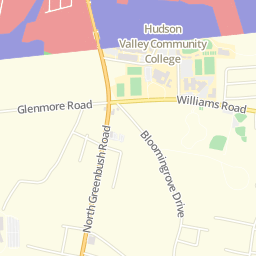 Hudson
Valley Community
College
Glenmore Road
Williams Road
North Greenbush Road
Bloomingrove Drive